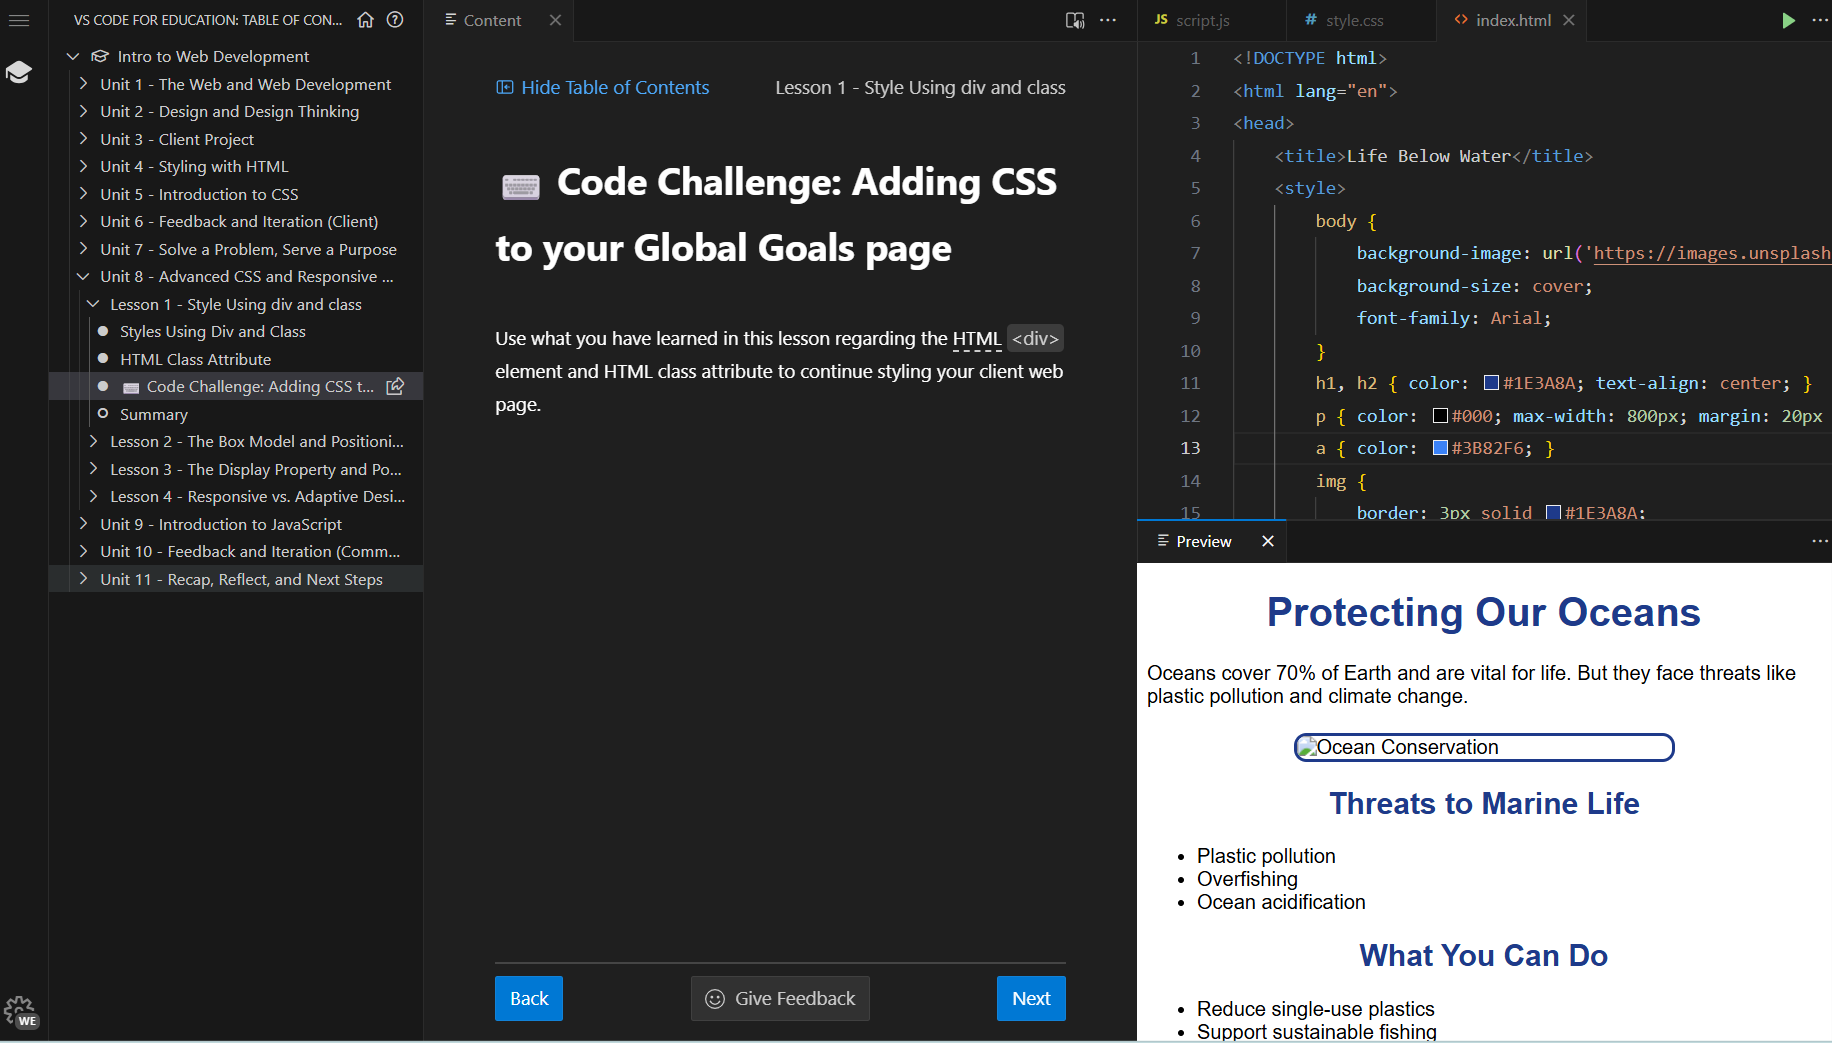 VS CODE FOR EDUCATION: TABLE OF CON...
Intro to Web Development
Unit 1 - The Web and Web Development
Unit 2 - Design and Design Thinking
Unit 3 - Client Project
Unit 4 - Styling with HTML
Unit 5 - Introduction to CSS
Unit 6 - Feedback and Iteration (Client)
Unit 7 - Solve a Problem, Serve a Purpose
Unit 8 - Advanced CSS and Responsive ...
Lesson 1 - Style Using div and class
Styles Using Div and Class
HTML Class Attribute
Code Challenge: Adding CSS t...
Summary
Lesson 2 - The Box Model and Positioni...
Lesson 3 - The Display Property and Po...
Lesson 4 - Responsive vs. Adaptive Desi...
Unit 9 - Introduction to JavaScript
Unit 10 - Feedback and Iteration (Comm...
Unit 11 - Recap, Reflect, and Next Steps
WE
Content
Hide Table of Contents
Lesson 1 - Style Using div and class
Code Challenge: Adding CSS
to your Global Goals page
Use what you have learned in this lesson regarding the HTML <div>
element and HTML class attribute to continue styling your client web
page.
Back
Give Feedback
Next
JS script.js
# style.css
<> index.html
1 <!DOCTYPE html>
2 <html lang="en">
3 <head>
4 <title>Life Below Water</title>
5 <style>
6 body {
7 background-image: url('https://images.unsplash
8 background-size: cover;
9 font-family: Arial;
10 }
11 h1, h2 { color: #1E3A8A; text-align: center; }
12 p { color: #000; max-width: 800px; margin: 20px
13 a { color: #3B82F6; }
14 img {
15 border: 3px solid #1E3A8A;
Preview
Protecting Our Oceans
Oceans cover 70% of Earth and are vital for life. But they face threats like
plastic pollution and climate change.
Ocean Conservation
Threats to Marine Life
• Plastic pollution
• Overfishing
• Ocean acidification
What You Can Do
• Reduce single-use plastics
• Support sustainable fishing